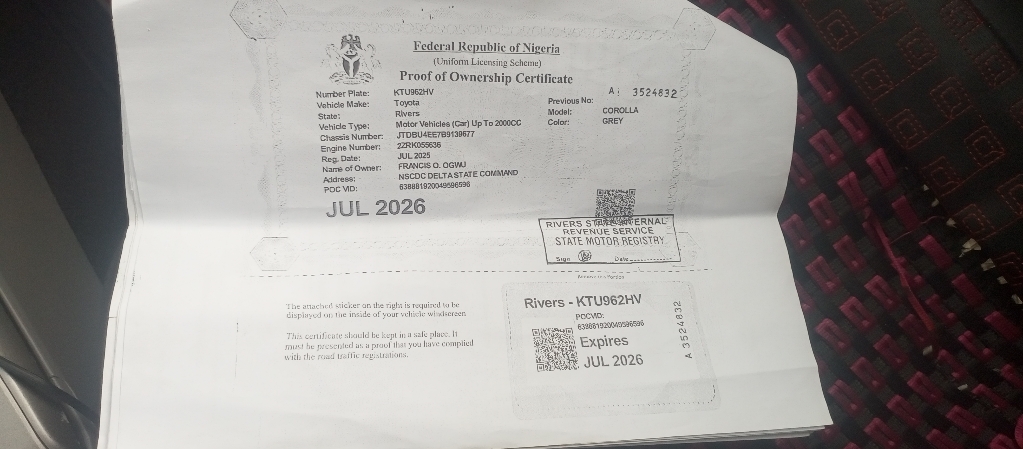 Federal Republic of Nigeria
(Uniform Licensing Scheme)
Proof of Ownership Certificate
A: 3524832
Number Plate: KTU962HV
Vehicle Make: Toyota Previous No:
State: Rivers Model: COROLLA
Vehicle Type: Motor Vehicles (Car) Up To 2000CC Color: GREY
Chassis Number: JTDBU4EE7B9139677
Engine Number: 2ZRK055636
Reg. Date: JUL 2025
Name of Owner: FRANCIS O. OGWU
Address: NSCDC DELTA STATE COMMAND
POC VID: 638881920049596596
JUL 2026
RIVERS STATE INTERNAL
REVENUE SERVICE
STATE MOTOR REGISTRY
Sign Date
The attached sticker on the right is required to be
displayed on the inside of your vehicle windscreen
This certificate should be kept in a safe place. It
must be presented as a proof that you have complied
with the road traffic registrations.
Rivers - KTU962HV
POCVID:
638881920049596596
Expires
JUL 2026
A 3524832